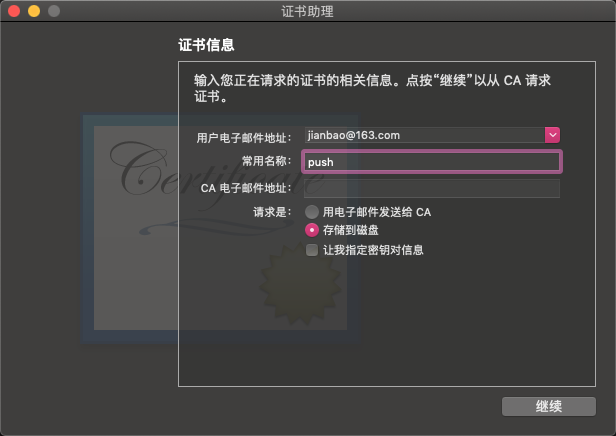 证书助理
证书信息
输入您正在请求的证书的相关信息。点按“继续”以从 CA 请求
证书。
用户电子邮件地址： jianbao@163.com
常用名称： push
CA 电子邮件地址：
请求是： 用电子邮件发送给 CA
存储到磁盘
让我指定密钥对信息
Certificate
继续